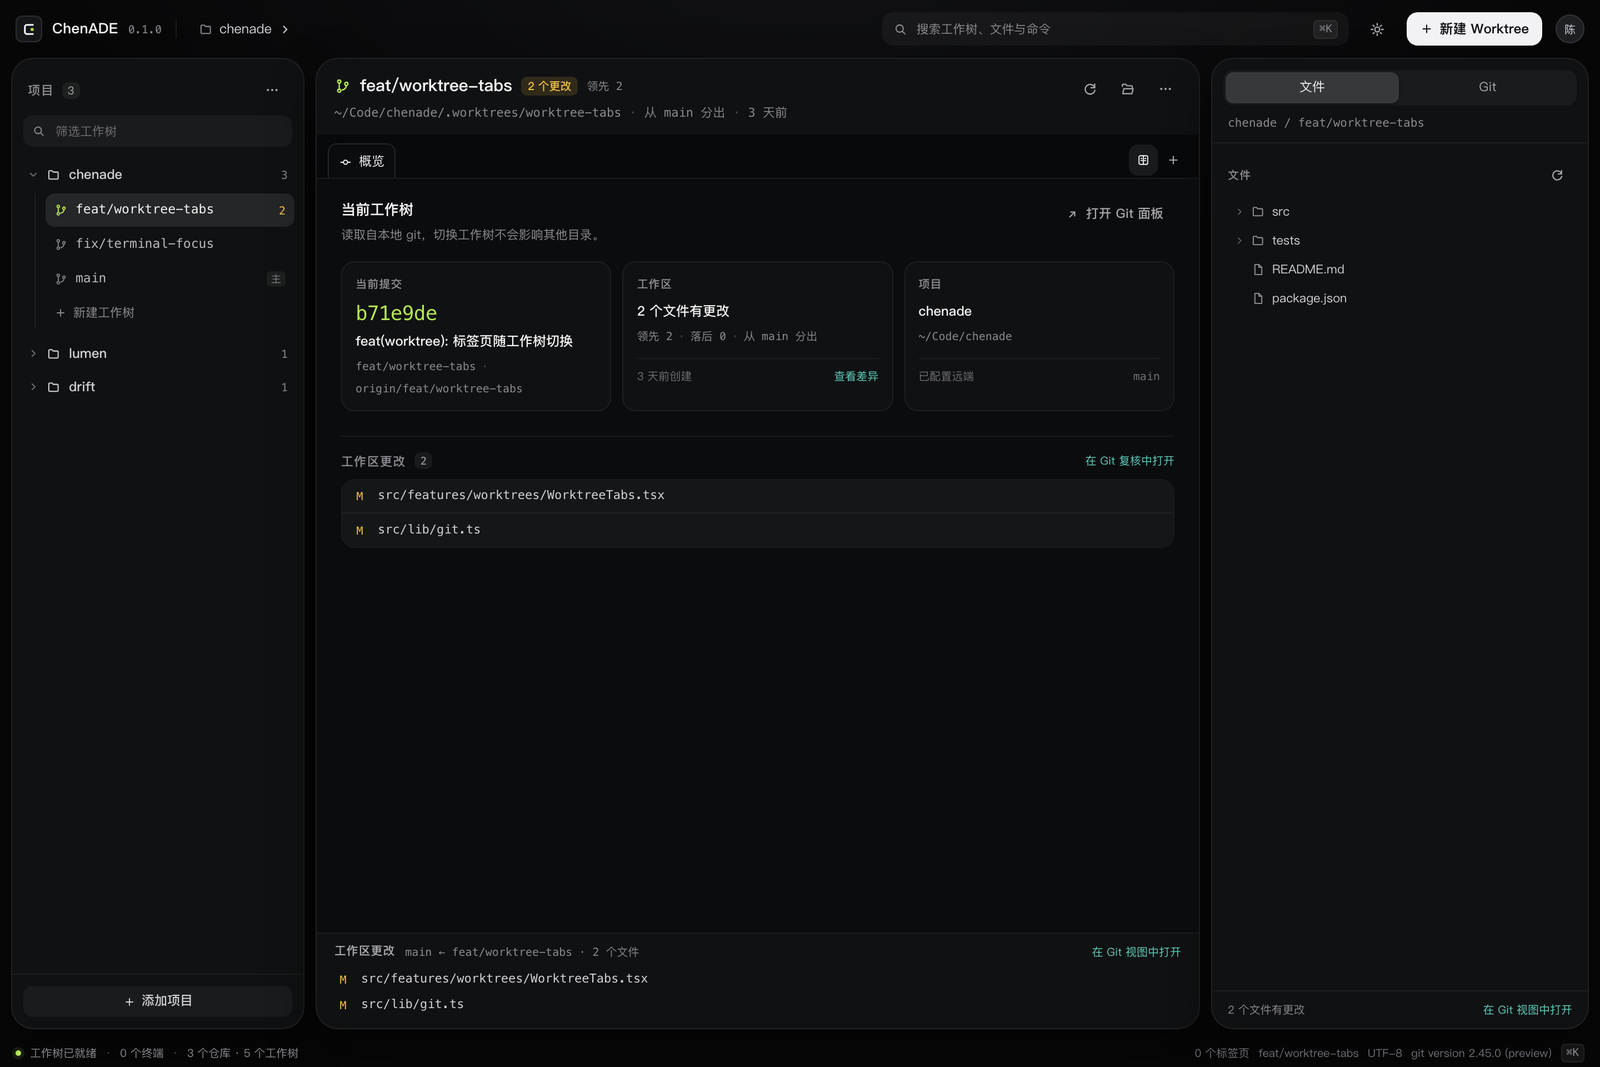 ChenADE 0.1.0 chenade
搜索工作树、文件与命令 ⌘K
+ 新建 Worktree
陈
项目 3
筛选工作树
chenade 3
feat/worktree-tabs 2
fix/terminal-focus
main 主
+ 新建工作树
lumen 1
drift 1
+ 添加项目
feat/worktree-tabs 2 个更改 领先 2
~/Code/chenade/.worktrees/worktree-tabs · 从 main 分出 · 3 天前
概览
+
当前工作树
打开 Git 面板
读取自本地 git，切换工作树不会影响其他目录。
当前提交
b71e9de
feat(worktree): 标签页随工作树切换
feat/worktree-tabs ·
origin/feat/worktree-tabs
工作区
2 个文件有更改
领先 2 · 落后 0 · 从 main 分出
3 天前创建 查看差异
项目
chenade
~/Code/chenade
已配置远端 main
工作区更改 2
在 Git 复核中打开
M src/features/worktrees/WorktreeTabs.tsx
M src/lib/git.ts
工作区更改 main ← feat/worktree-tabs · 2 个文件
在 Git 视图中打开
M src/features/worktrees/WorktreeTabs.tsx
M src/lib/git.ts
文件 Git
chenade / feat/worktree-tabs
文件
src
tests
README.md
package.json
2 个文件有更改 在 Git 视图中打开
工作树已就绪 · 0 个终端 · 3 个仓库 · 5 个工作树
0 个标签页 feat/worktree-tabs UTF-8 git version 2.45.0 (preview) ⌘K